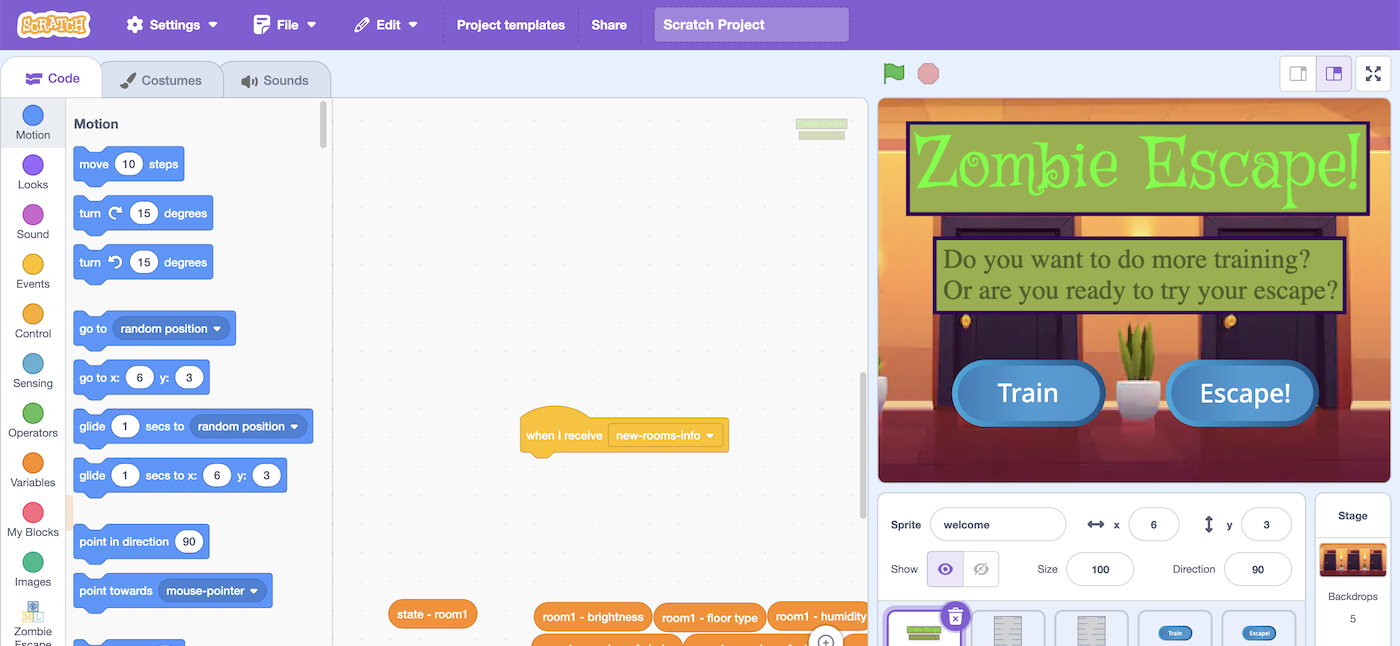 SCRATCH
Settings
File
Edit
Project templates
Share
Scratch Project
Code
Costumes
Sounds
Motion
Looks
Sound
Events
Control
Sensing
Operators
Variables
My Blocks
Images
Zombie
Escape
Motion
move 10 steps
turn 15 degrees
turn 15 degrees
go to random position
go to x: 6 y: 3
glide 1 secs to random position
glide 1 secs to x: 6 y: 3
point in direction 90
point towards mouse-pointer
when I receive new-rooms-info
state - room1
room1 - brightness
room1 - floor type
room1 - humidity
Zombie Escape!
Do you want to do more training?
Or are you ready to try your escape?
Train
Escape!
Sprite welcome x 6 y 3
Show Size 100 Direction 90
Train
Escape!
Stage
Backdrops
5